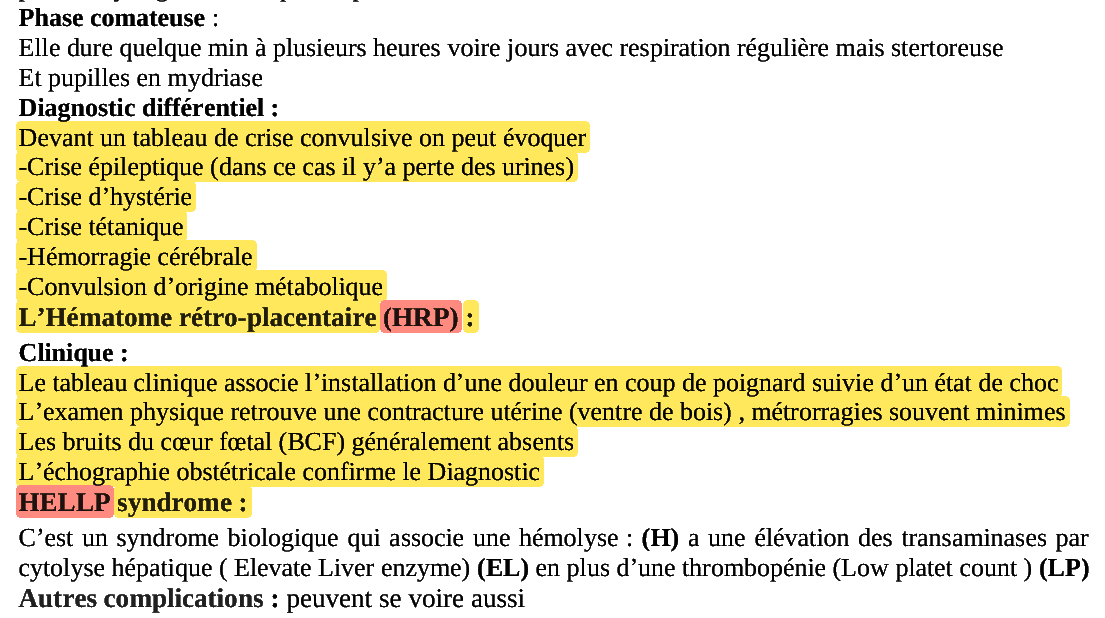 Phase comateuse :
Elle dure quelque min à plusieurs heures voire jours avec respiration régulière mais stertoreuse
Et pupilles en mydriase
Diagnostic différentiel :
Devant un tableau de crise convulsive on peut évoquer
-Crise épileptique (dans ce cas il y’a perte des urines)
-Crise d’hystérie
-Crise tétanique
-Hémorragie cérébrale
-Convulsion d’origine métabolique
L’Hématome rétro-placentaire (HRP) :
Clinique :
Le tableau clinique associe l’installation d’une douleur en coup de poignard suivie d’un état de choc
L’examen physique retrouve une contracture utérine (ventre de bois) , métrorragies souvent minimes
Les bruits du cœur fœtal (BCF) généralement absents
L’échographie obstétricale confirme le Diagnostic
HELLP syndrome :
C’est un syndrome biologique qui associe une hémolyse : (H) a une élévation des transaminases par
cytolyse hépatique ( Elevate Liver enzyme) (EL) en plus d’une thrombopénie (Low platet count ) (LP)
Autres complications : peuvent se voire aussi